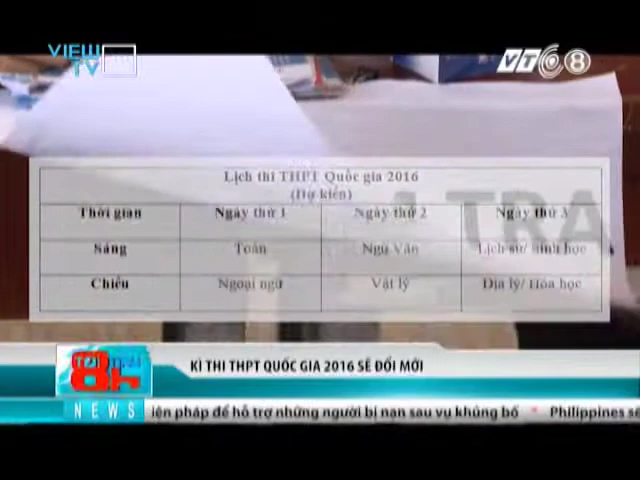 VIEW
TV
VTC 8
Lịch thi THPT Quốc gia 2016
(Dự kiến)
Thời gian Ngày thứ 1 Ngày thứ 2 Ngày thứ 3
Sáng Toán Ngữ Văn Lịch sử/ Sinh học
Chiều Ngoại ngữ Vật lý Địa lý/ Hóa học
TRA
KÌ THI THPT QUỐC GIA 2016 SẼ ĐỔI MỚI
8H
NEWS iện pháp để hỗ trợ những người bị nạn sau vụ khủng bố * Philippines sẽ